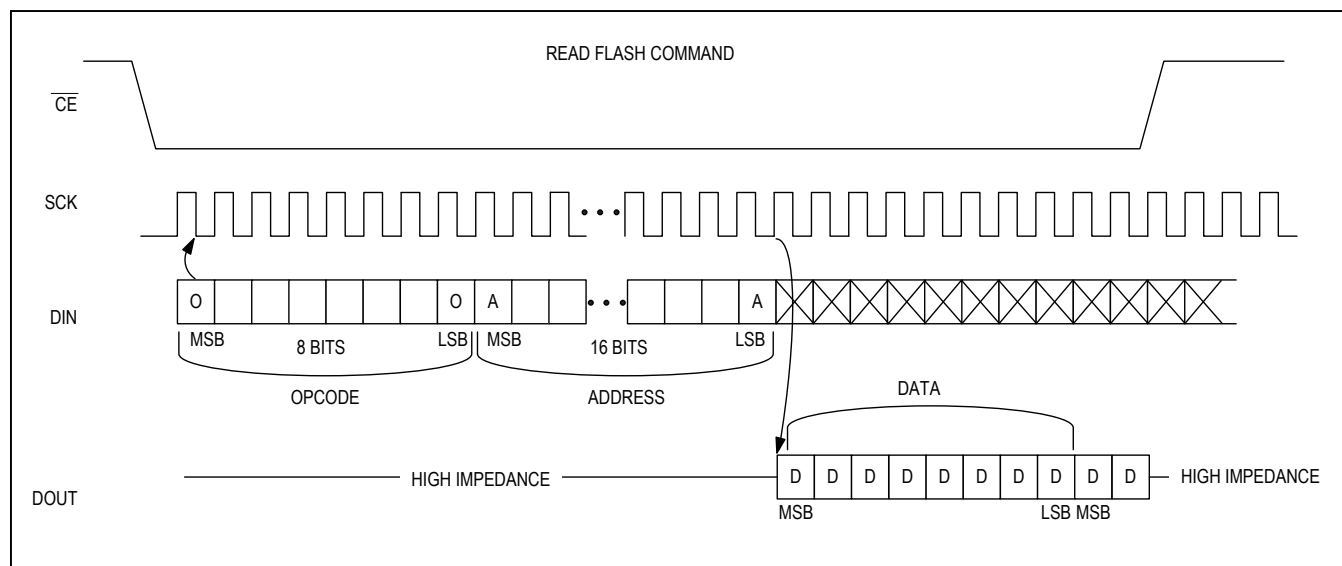 READ FLASH COMMAND
CE
SCK
• • •
DIN
O O A • • • A
MSB 8 BITS LSB MSB 16 BITS LSB
OPCODE ADDRESS
DATA
DOUT
HIGH IMPEDANCE D D D D D D D D D D HIGH IMPEDANCE
MSB LSB MSB